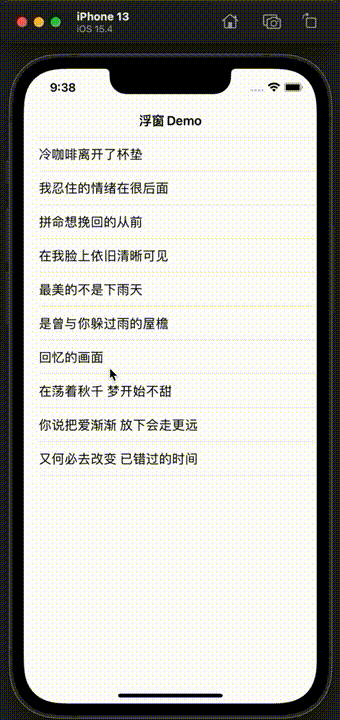 iPhone 13
iOS 15.4
9:38
浮窗 Demo
冷咖啡离开了杯垫
我忍住的情绪在很后面
拼命想挽回的从前
在我脸上依旧清晰可见
最美的不是下雨天
是曾与你躲过雨的屋檐
回忆的画面
在荡着秋千 梦开始不甜
你说把爱渐渐 放下会走更远
又何必去改变 已错过的时间